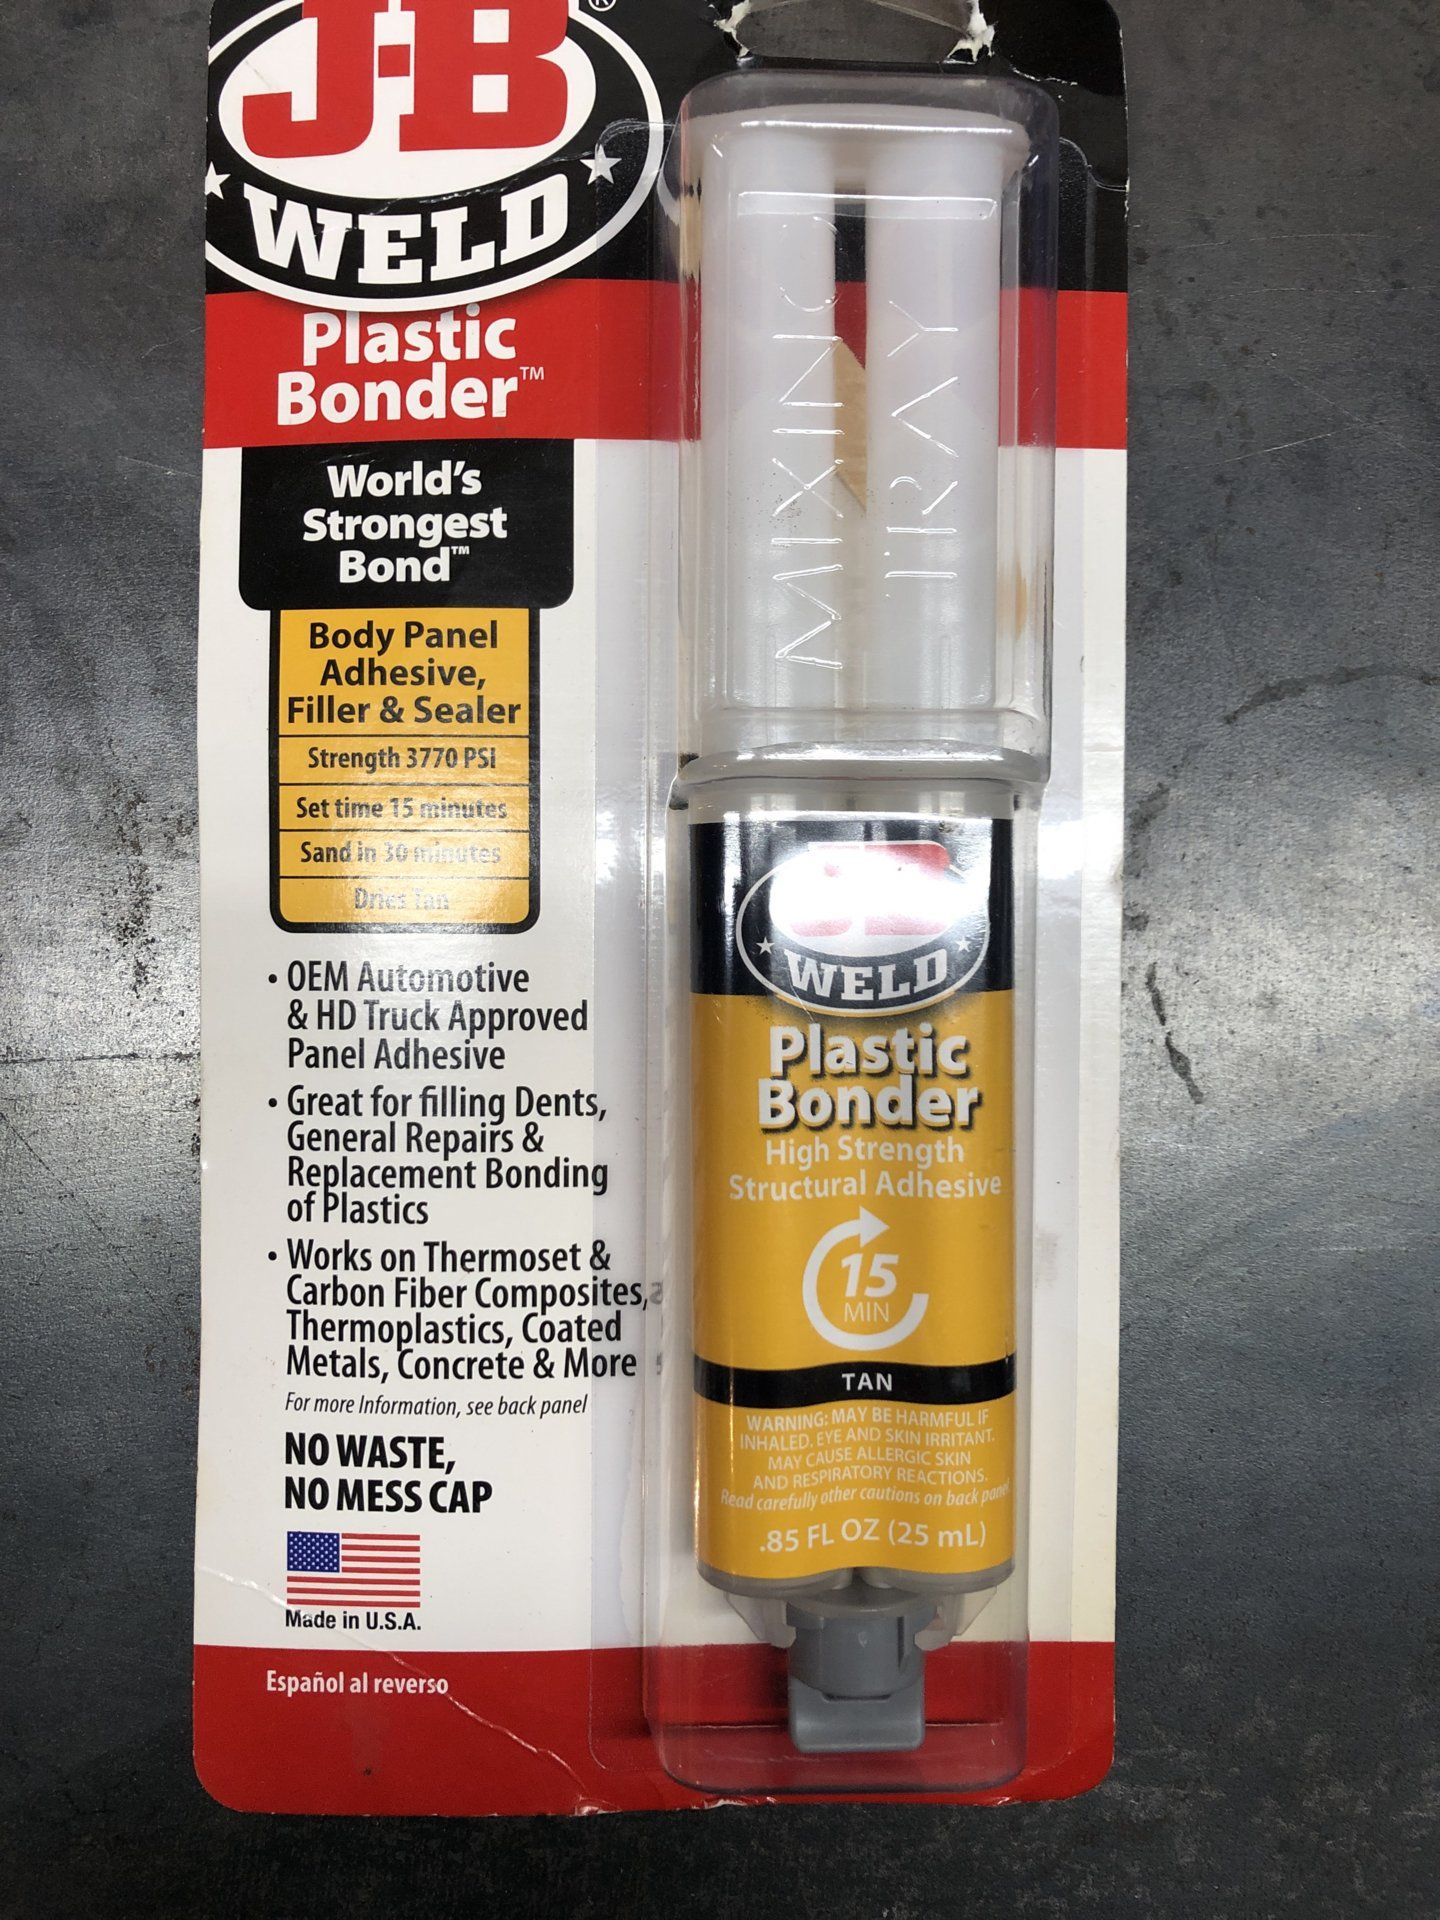 J-B
WELD
®
Plastic
Bonder™
World's
Strongest
Bond™
Body Panel
Adhesive,
Filler & Sealer
Strength 3770 PSI
Set time 15 minutes
Sand in 30 minutes
Dries Tan
• OEM Automotive
& HD Truck Approved
Panel Adhesive
• Great for filling Dents,
General Repairs &
Replacement Bonding
of Plastics
• Works on Thermoset &
Carbon Fiber Composites,
Thermoplastics, Coated
Metals, Concrete & More
For more Information, see back panel
NO WASTE,
NO MESS CAP
Made in U.S.A.
Español al reverso
MIXING
TRAY
J-B
WELD
Plastic
Bonder
High Strength
Structural Adhesive
15
MIN
TAN
WARNING: MAY BE HARMFUL IF
INHALED. EYE AND SKIN IRRITANT.
MAY CAUSE ALLERGIC SKIN
AND RESPIRATORY REACTIONS.
Read carefully other cautions on back panel
.85 FL OZ (25 mL)